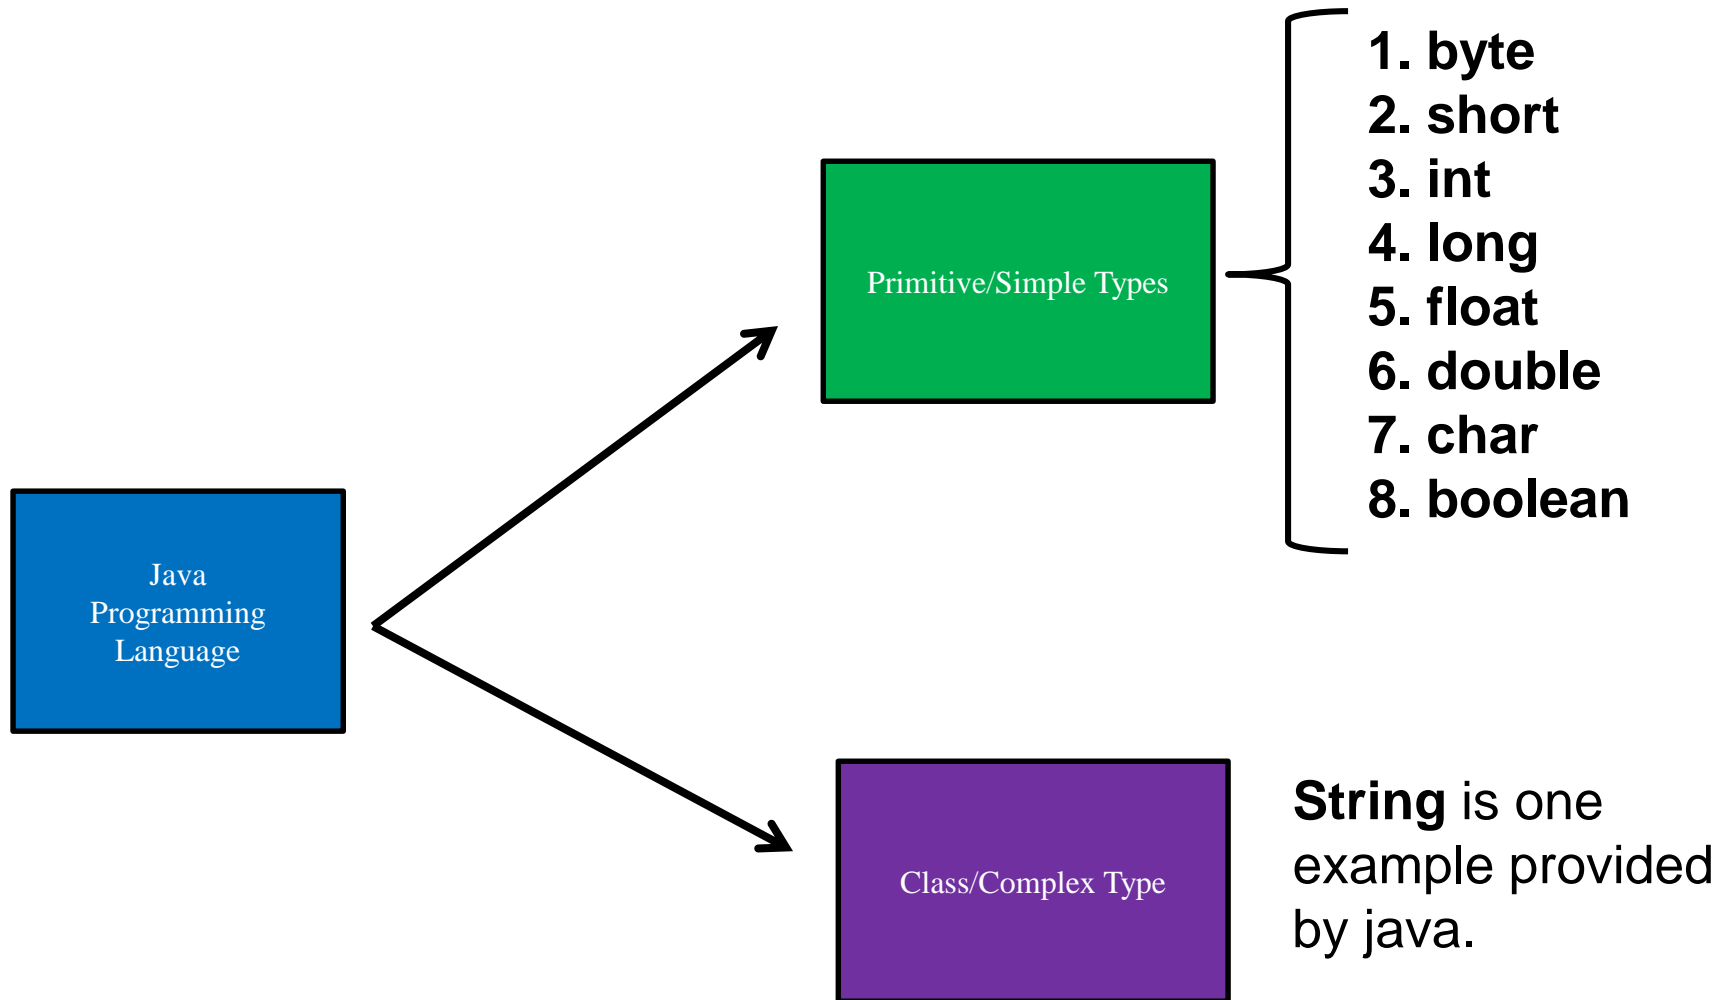 1. byte
2. short
3. int
4. long
5. float
6. double
7. char
8. boolean
Primitive/Simple Types
Java
Programming
Language
Class/Complex Type
String is one
example provided
by java.